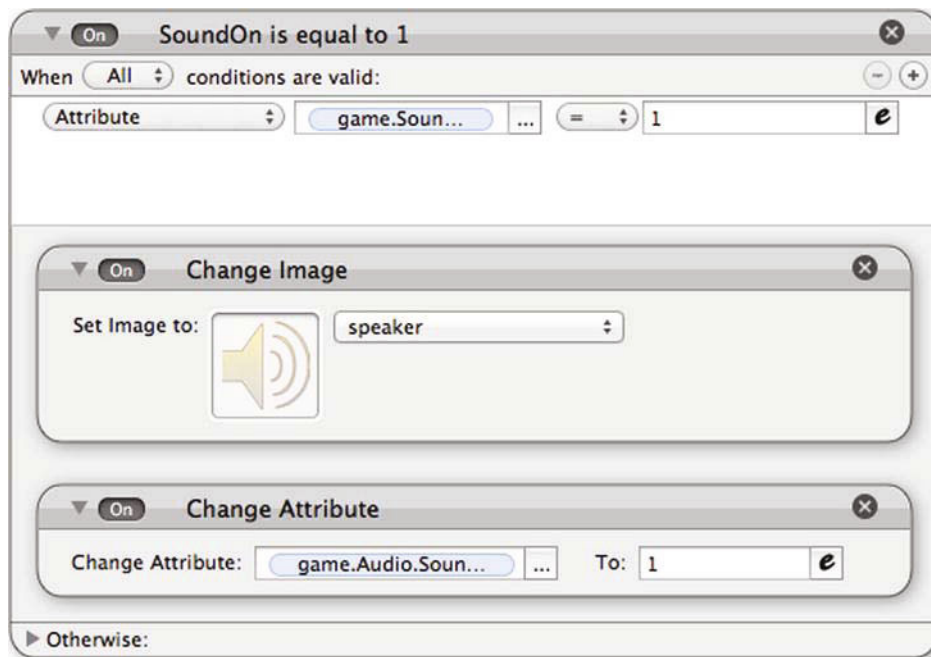 On SoundOn is equal to 1
When All conditions are valid:
Attribute game.Soun... ... = 1 e
On Change Image
Set Image to: speaker
On Change Attribute
Change Attribute: game.Audio.Soun... ... To: 1 e
Otherwise: